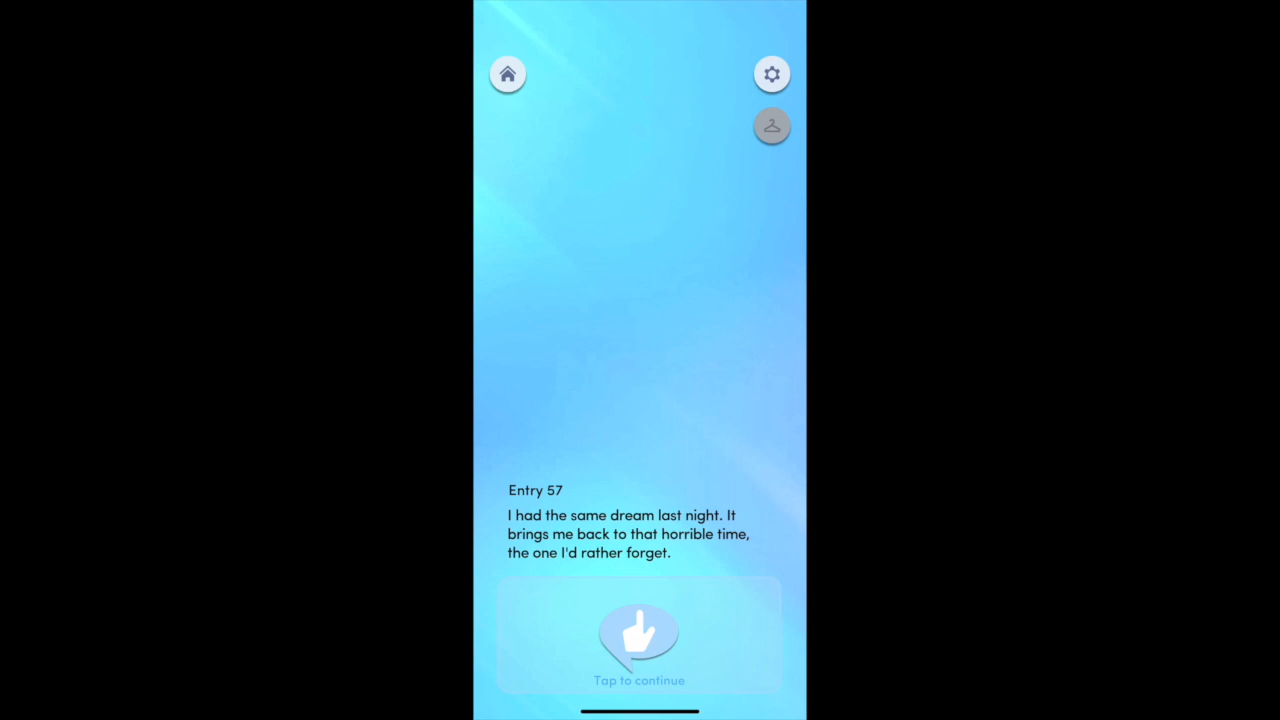 Entry 57
I had the same dream last night. It
brings me back to that horrible time,
the one I'd rather forget.
Tap to continue